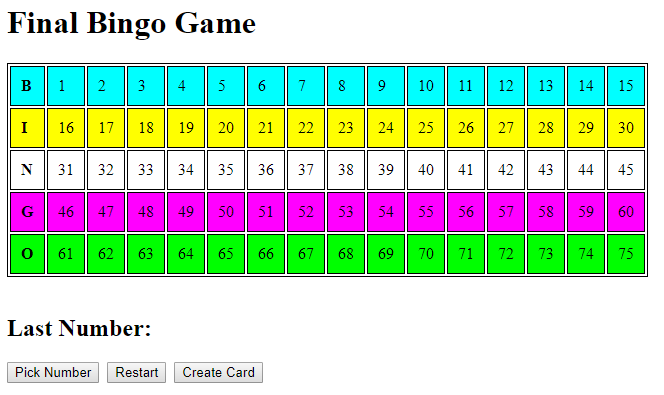 Final Bingo Game
B 1 2 3 4 5 6 7 8 9 10 11 12 13 14 15
I 16 17 18 19 20 21 22 23 24 25 26 27 28 29 30
N 31 32 33 34 35 36 37 38 39 40 41 42 43 44 45
G 46 47 48 49 50 51 52 53 54 55 56 57 58 59 60
O 61 62 63 64 65 66 67 68 69 70 71 72 73 74 75
Last Number:
Pick Number Restart Create Card